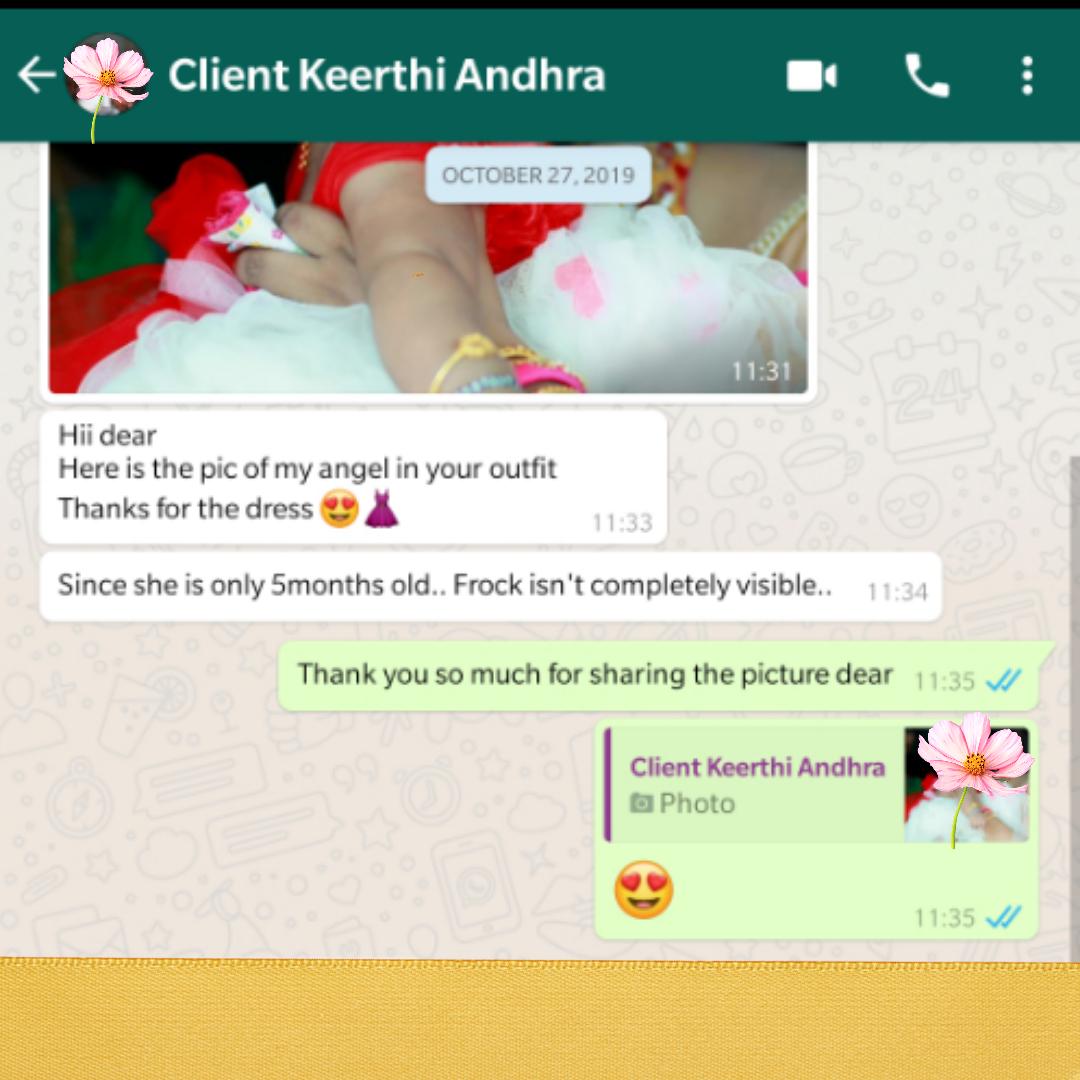 Client Keerthi Andhra
OCTOBER 27, 2019
11:31
Hii dear
Here is the pic of my angel in your outfit
Thanks for the dress 😍👗
11:33
Since she is only 5months old.. Frock isn't completely visible.. 11:34
Thank you so much for sharing the picture dear 11:35
Client Keerthi Andhra
Photo
😍
11:35